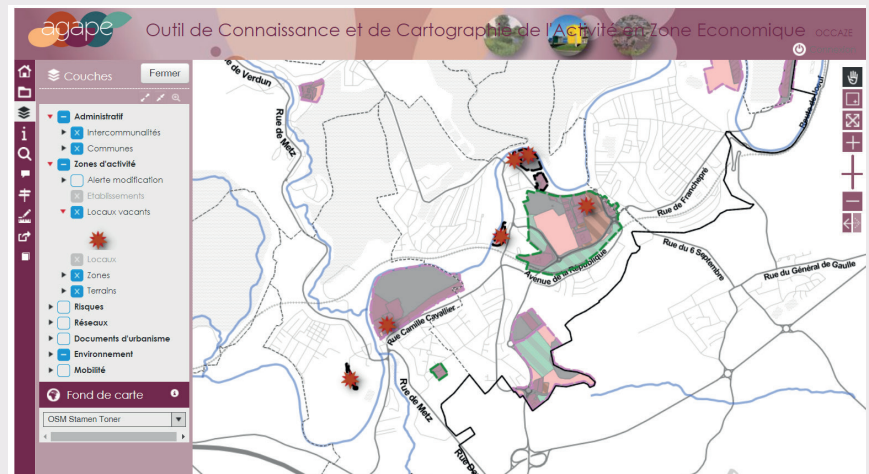 agape
Outil de Connaissance et de Cartographie de l'Activité en Zone Economique OCCAZE
Couches
Fermer
Administratif
Intercommunalités
Communes
Zones d'activité
Alerte modification
Etablissements
Locaux vacants
Locaux
Zones
Terrains
Risques
Réseaux
Documents d'urbanisme
Environnement
Mobilité
Fond de carte
OSM Stamen Toner
Rue de Metz
Rue de Franchepré
Rue du 6 Septembre
Rue du Général de Gaulle
Avenue de la République
Rue Camille Cavallier
Rue de Metz